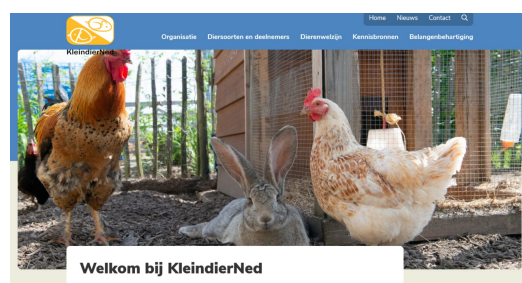 Home Nieuws Contact
KleindierNed
Organisatie Diersoorten en deelnemers Dierenwelzijn Kennisbronnen Belangenbehartiging
Welkom bij KleindierNed